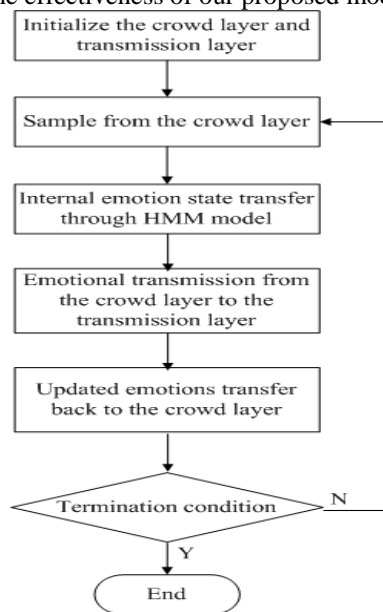 he effectiveness of our proposed mod
Initialize the crowd layer and
transmission layer
Sample from the crowd layer
Internal emotion state transfer
through HMM model
Emotional transmission from
the crowd layer to the
transmission layer
Updated emotions transfer
back to the crowd layer
Termination condition
N
Y
End